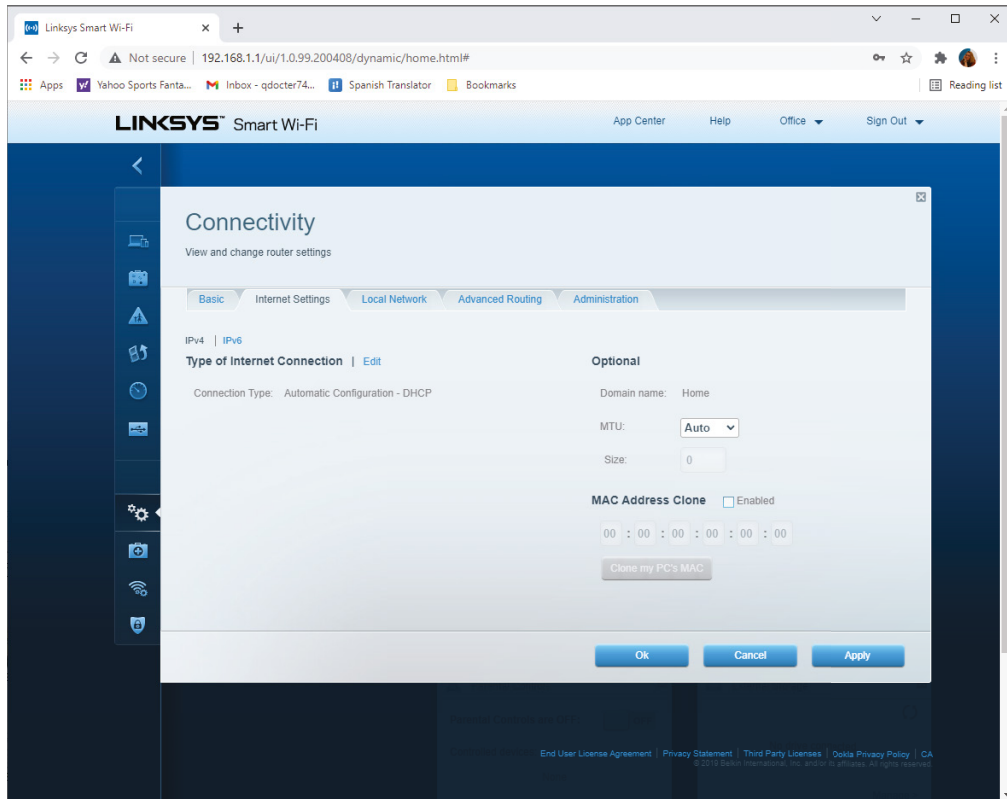 Linksys Smart Wi-Fi
Not secure | 192.168.1.1/ui/1.0.99.200408/dynamic/home.html#
Apps Yahoo Sports Fanta... Inbox - qdocter74... Spanish Translator Bookmarks Reading list
LINKSYS™ Smart Wi-Fi App Center Help Office Sign Out
Connectivity
View and change router settings
Basic Internet Settings Local Network Advanced Routing Administration
IPv4 | IPv6
Type of Internet Connection | Edit
Connection Type: Automatic Configuration - DHCP
Optional
Domain name: Home
MTU: Auto
Size: 0
MAC Address Clone Enabled
00 : 00 : 00 : 00 : 00 : 00
Clone my PC's MAC
Ok Cancel Apply
End User License Agreement | Privacy Statement | Third Party Licenses | Dokla Privacy Policy | CA
© 2019 Belkin International, Inc. and/or its affiliates. All rights reserved.